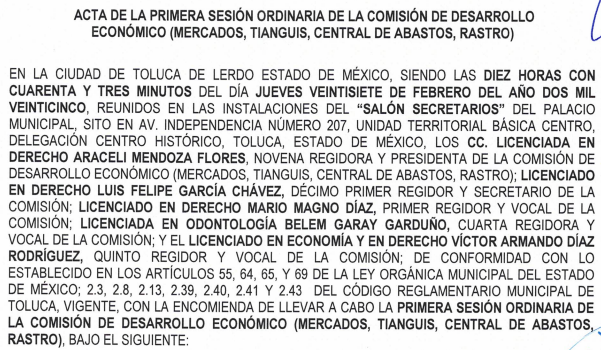 ACTA DE LA PRIMERA SESIÓN ORDINARIA DE LA COMISIÓN DE DESARROLLO
ECONÓMICO (MERCADOS, TIANGUIS, CENTRAL DE ABASTOS, RASTRO)
EN LA CIUDAD DE TOLUCA DE LERDO ESTADO DE MÉXICO, SIENDO LAS DIEZ HORAS CON
CUARENTA Y TRES MINUTOS DEL DÍA JUEVES VEINTISIETE DE FEBRERO DEL AÑO DOS MIL
VEINTICINCO, REUNIDOS EN LAS INSTALACIONES DEL “SALÓN SECRETARIOS” DEL PALACIO
MUNICIPAL, SITO EN AV. INDEPENDENCIA NÚMERO 207, UNIDAD TERRITORIAL BÁSICA CENTRO,
DELEGACIÓN CENTRO HISTÓRICO, TOLUCA, ESTADO DE MÉXICO, LOS CC. LICENCIADA EN
DERECHO ARACELI MENDOZA FLORES, NOVENA REGIDORA Y PRESIDENTA DE LA COMISIÓN DE
DESARROLLO ECONÓMICO (MERCADOS, TIANGUIS, CENTRAL DE ABASTOS, RASTRO); LICENCIADO
EN DERECHO LUIS FELIPE GARCÍA CHÁVEZ, DÉCIMO PRIMER REGIDOR Y SECRETARIO DE LA
COMISIÓN; LICENCIADO EN DERECHO MARIO MAGNO DÍAZ, PRIMER REGIDOR Y VOCAL DE LA
COMISIÓN; LICENCIADA EN ODONTOLOGÍA BELEM GARAY GARDUÑO, CUARTA REGIDORA Y
VOCAL DE LA COMISIÓN; Y EL LICENCIADO EN ECONOMÍA Y EN DERECHO VÍCTOR ARMANDO DÍAZ
RODRÍGUEZ, QUINTO REGIDOR Y VOCAL DE LA COMISIÓN; DE CONFORMIDAD CON LO
ESTABLECIDO EN LOS ARTÍCULOS 55, 64, 65, Y 69 DE LA LEY ORGÁNICA MUNICIPAL DEL ESTADO
DE MÉXICO; 2.3, 2.8, 2.13, 2.39, 2.40, 2.41 Y 2.43 DEL CÓDIGO REGLAMENTARIO MUNICIPAL DE
TOLUCA, VIGENTE, CON LA ENCOMIENDA DE LLEVAR A CABO LA PRIMERA SESIÓN ORDINARIA DE
LA COMISIÓN DE DESARROLLO ECONÓMICO (MERCADOS, TIANGUIS, CENTRAL DE ABASTOS,
RASTRO), BAJO EL SIGUIENTE: